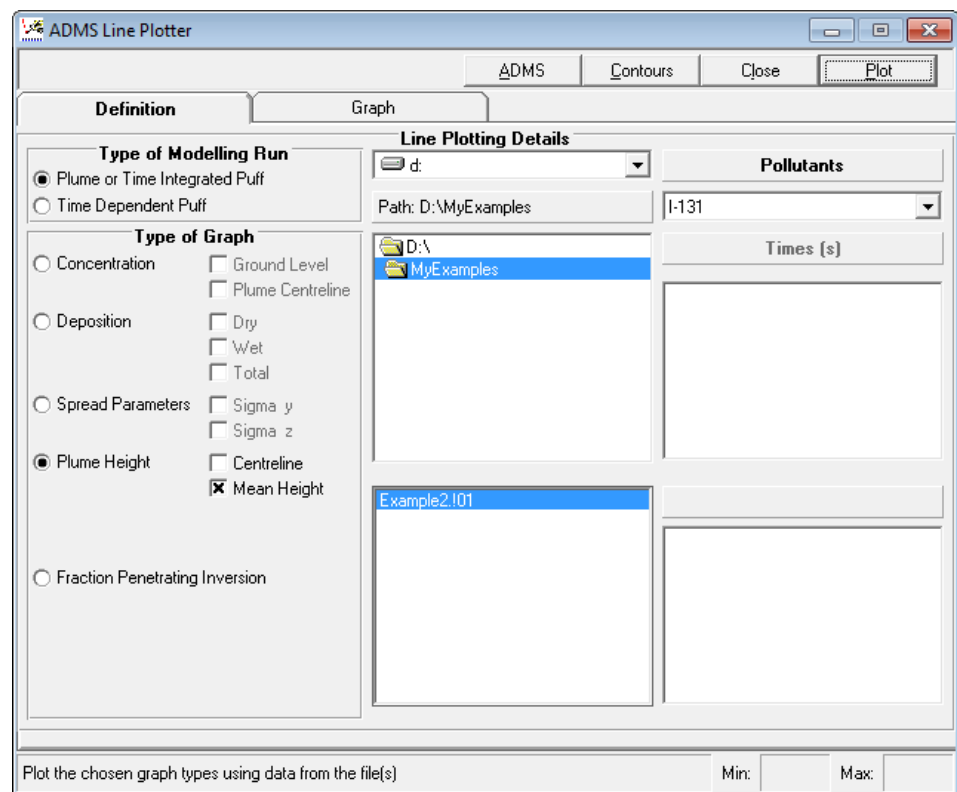 ADMS Line Plotter
ADMS
Contours
Close
Plot
Definition
Graph
Line Plotting Details
Type of Modelling Run
Plume or Time Integrated Puff
Time Dependent Puff
Type of Graph
Concentration
Ground Level
Plume Centreline
Deposition
Dry
Wet
Total
Spread Parameters
Sigma y
Sigma z
Plume Height
Centreline
Mean Height
Fraction Penetrating Inversion
d:
Path: D:\MyExamples
D:\
MyExamples
Example2.!01
Pollutants
I-131
Times (s)
Plot the chosen graph types using data from the file(s)
Min:
Max: